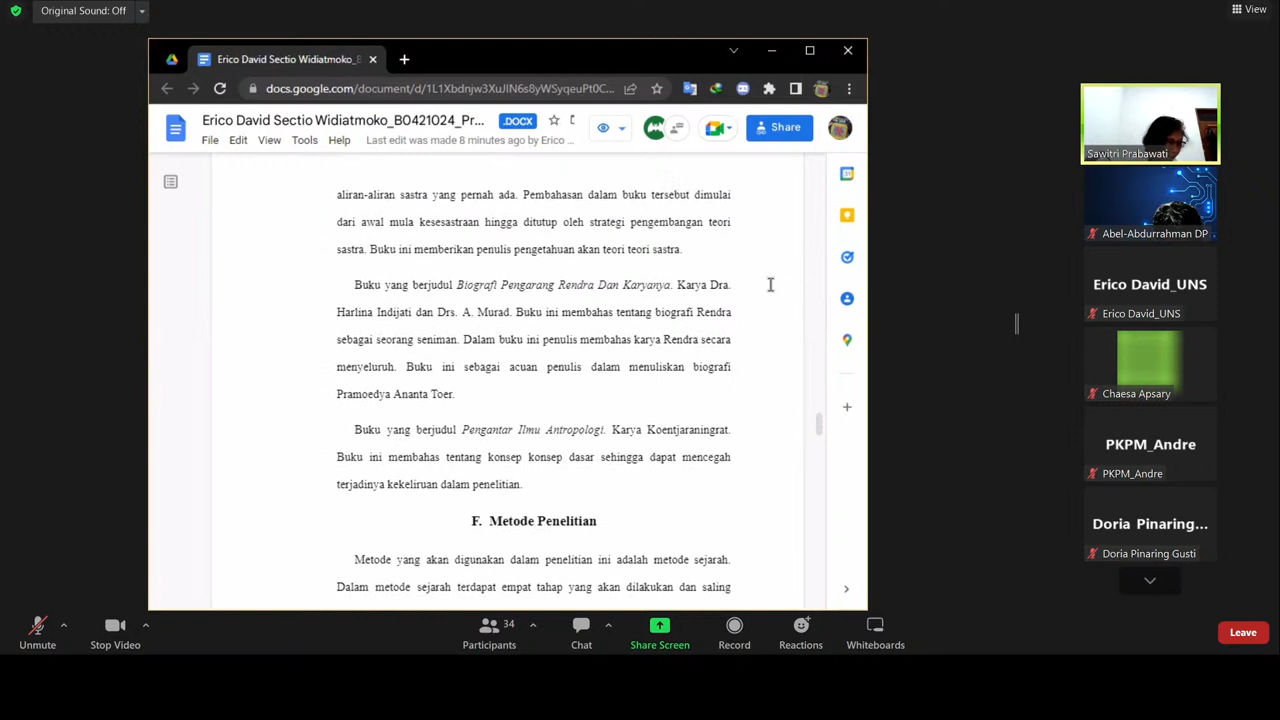 Original Sound: Off
View
Erico David Sectio Widiatmoko_B
docs.google.com/document/d/1L1Xbdnjw3XuJlN6s8yWSyqeuPt0C...
Erico David Sectio Widiatmoko_B0421024_Pr...
.DOCX
Share
File Edit View Tools Help Last edit was made 8 minutes ago by Erico ...
aliran-aliran sastra yang pernah ada. Pembahasan dalam buku tersebut dimulai
dari awal mula kesesastraan hingga ditutup oleh strategi pengembangan teori
sastra. Buku ini memberikan penulis pengetahuan akan teori teori sastra.
Buku yang berjudul Biografi Pengarang Rendra Dan Karyanya. Karya Dra.
Harlina Indijati dan Drs. A. Murad. Buku ini membahas tentang biografi Rendra
sebagai seorang seniman. Dalam buku ini penulis membahas karya Rendra secara
menyeluruh. Buku ini sebagai acuan penulis dalam menuliskan biografi
Pramoedya Ananta Toer.
Buku yang berjudul Pengantar Ilmu Antropologi. Karya Koentjaraningrat.
Buku ini membahas tentang konsep konsep dasar sehingga dapat mencegah
terjadinya kekeliruan dalam penelitian.
F. Metode Penelitian
Metode yang akan digunakan dalam penelitian ini adalah metode sejarah.
Dalam metode sejarah terdapat empat tahap yang akan dilakukan dan saling
Sawitri Prabawati
Abel-Abdurrahman DP
Erico David_UNS
Erico David_UNS
Chaesa Apsary
PKPM_Andre
PKPM_Andre
Doria Pinaring...
Doria Pinaring Gusti
Unmute
Stop Video
34
Participants
Chat
Share Screen
Record
Reactions
Whiteboards
Leave